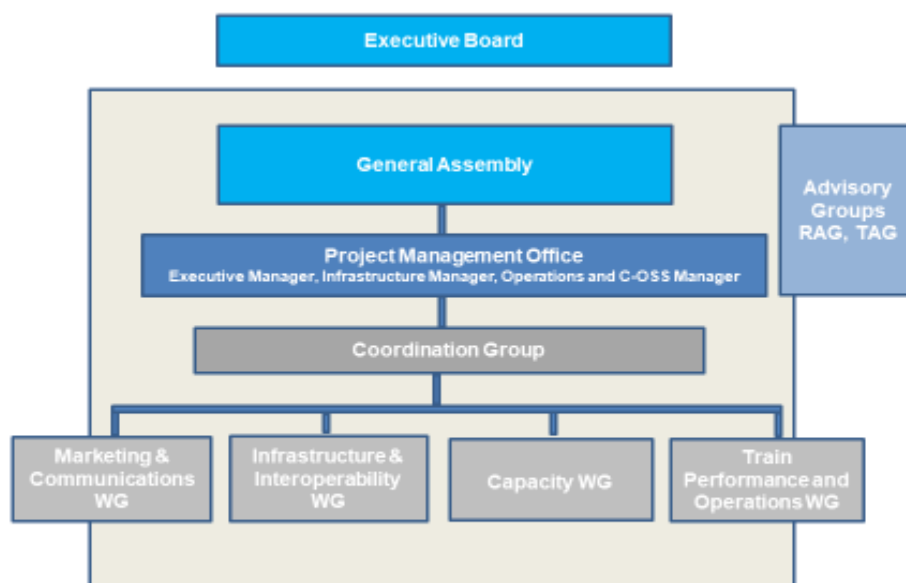 Executive Board
General Assembly
Advisory
Groups
RAG, TAG
Project Management Office
Executive Manager, Infrastructure Manager, Operations and C-OSS Manager
Coordination Group
Marketing &
Communications
WG
Infrastructure &
Interoperability
WG
Capacity WG
Train
Performance and
Operations WG